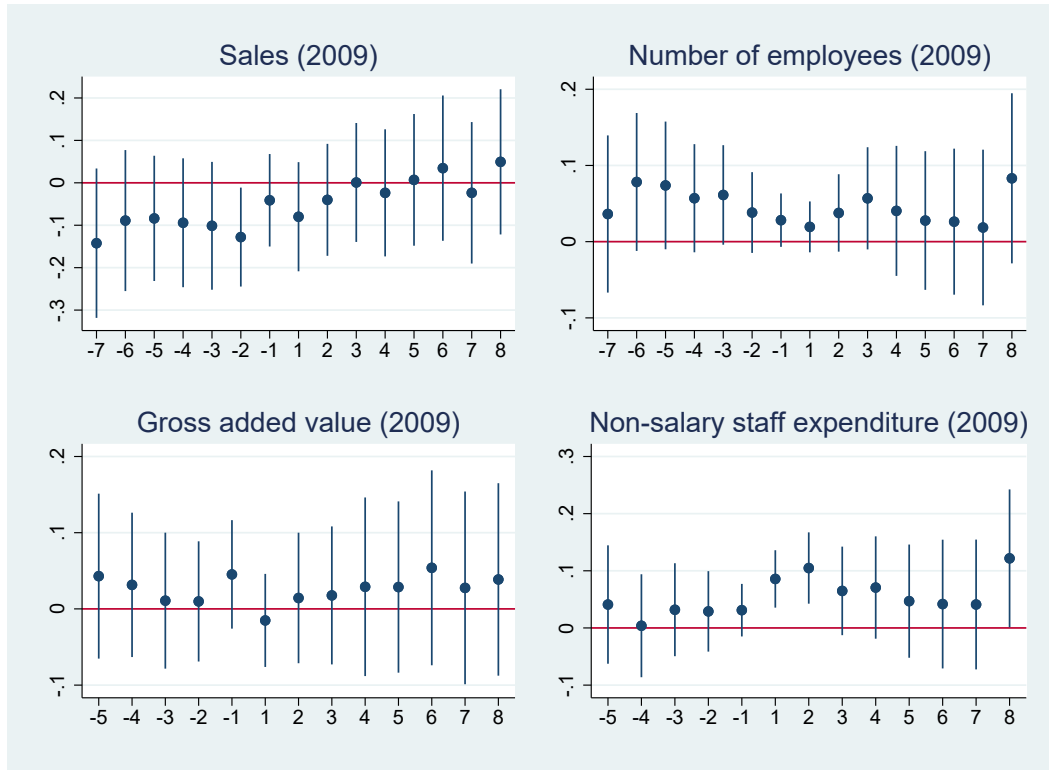 Sales (2009)
.2
.1
0
-.1
-.2
-.3
-7 -6 -5 -4 -3 -2 -1 1 2 3 4 5 6 7 8
Number of employees (2009)
.2
.1
0
-.1
-7 -6 -5 -4 -3 -2 -1 1 2 3 4 5 6 7 8
Gross added value (2009)
.2
.1
0
-.1
-5 -4 -3 -2 -1 1 2 3 4 5 6 7 8
Non-salary staff expenditure (2009)
.3
.2
.1
0
-.1
-5 -4 -3 -2 -1 1 2 3 4 5 6 7 8